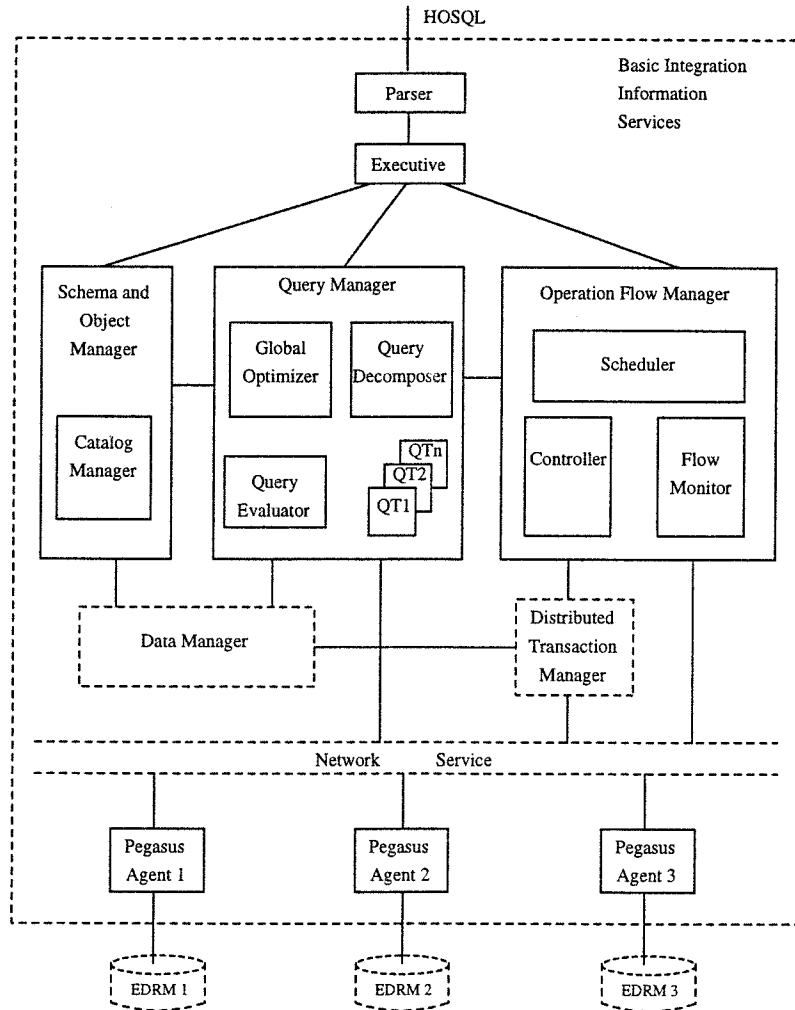 HOSQL
Basic Integration
Information
Services
Parser
Executive
Schema and
Object
Manager
Catalog
Manager
Query Manager
Global
Optimizer
Query
Decomposer
Query
Evaluator
QTn
QT2
QT1
Operation Flow Manager
Scheduler
Controller
Flow
Monitor
Data Manager
Distributed
Transaction
Manager
Network Service
Pegasus
Agent 1
Pegasus
Agent 2
Pegasus
Agent 3
EDRM 1
EDRM 2
EDRM 3